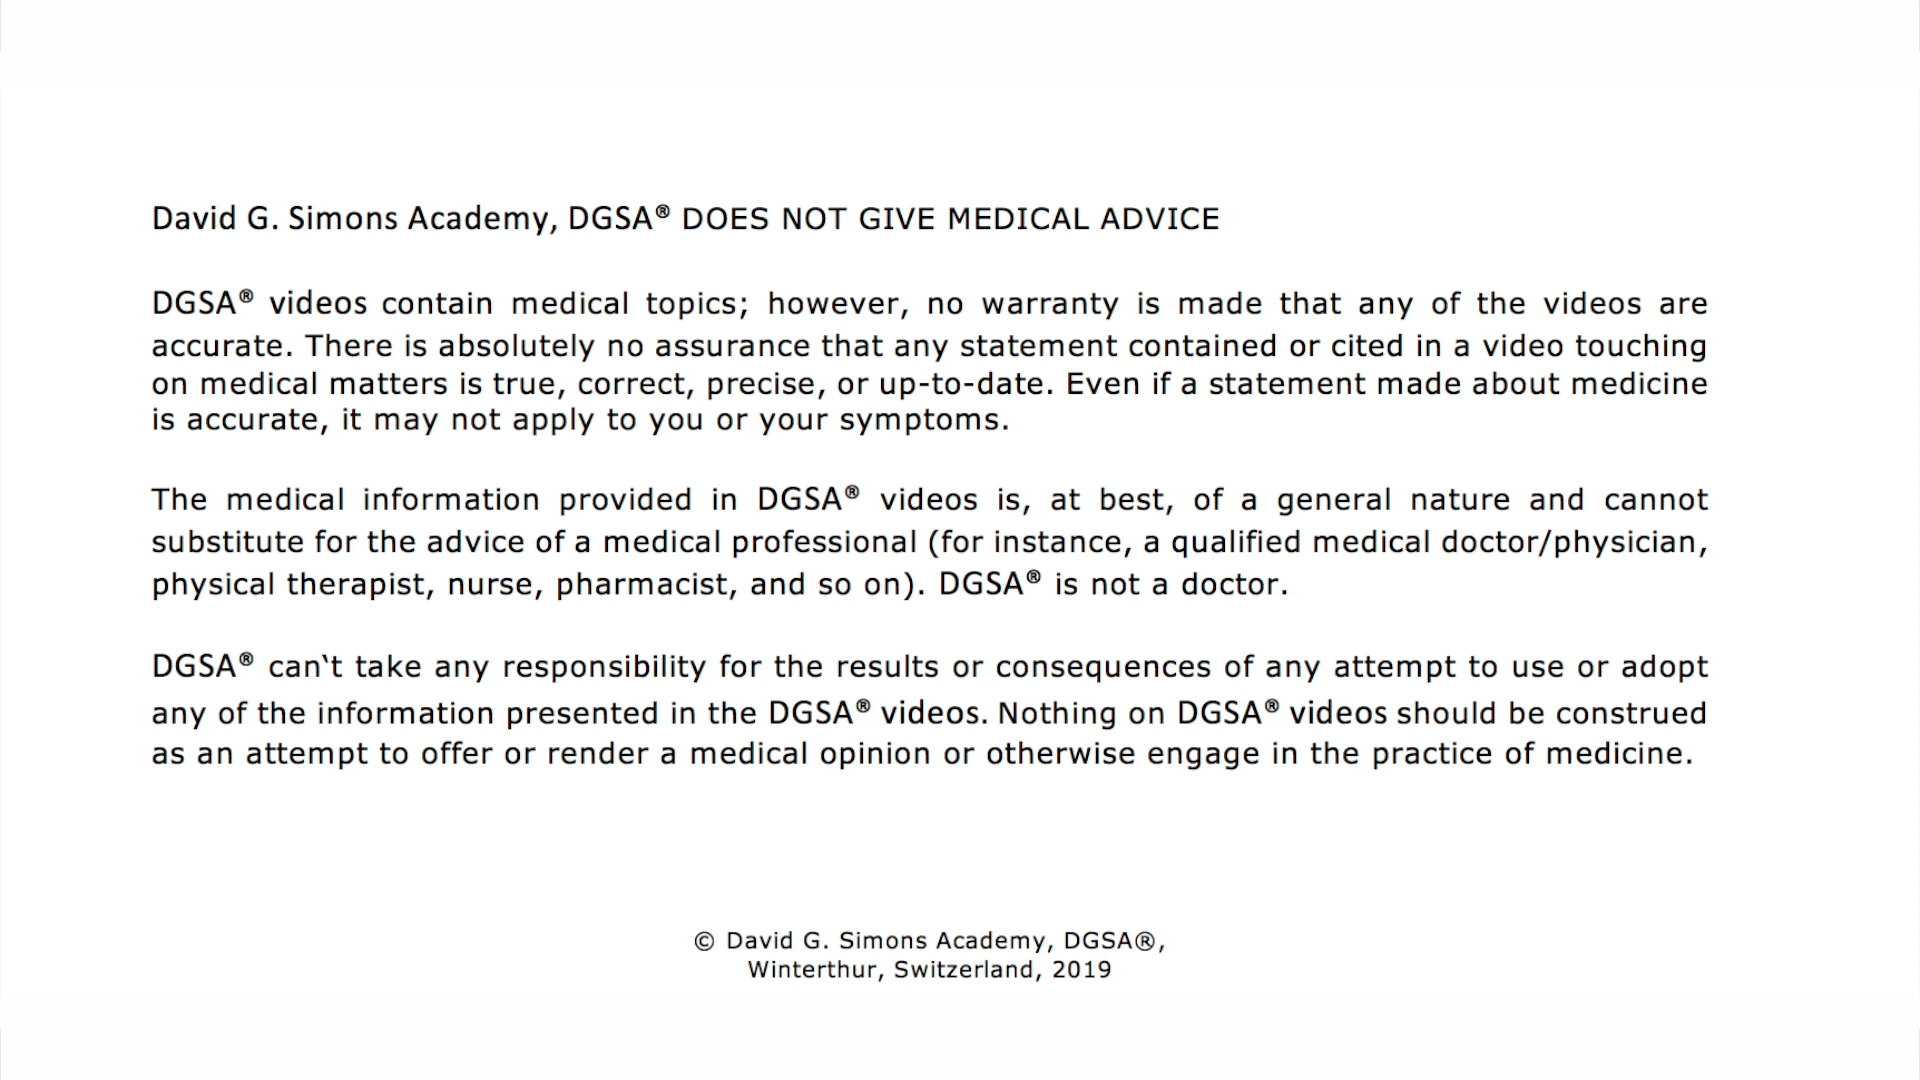 David G. Simons Academy, DGSA® DOES NOT GIVE MEDICAL ADVICE
DGSA® videos contain medical topics; however, no warranty is made that any of the videos are
accurate. There is absolutely no assurance that any statement contained or cited in a video touching
on medical matters is true, correct, precise, or up-to-date. Even if a statement made about medicine
is accurate, it may not apply to you or your symptoms.
The medical information provided in DGSA® videos is, at best, of a general nature and cannot
substitute for the advice of a medical professional (for instance, a qualified medical doctor/physician,
physical therapist, nurse, pharmacist, and so on). DGSA® is not a doctor.
DGSA® can‛t take any responsibility for the results or consequences of any attempt to use or adopt
any of the information presented in the DGSA® videos. Nothing on DGSA® videos should be construed
as an attempt to offer or render a medical opinion or otherwise engage in the practice of medicine.
© David G. Simons Academy, DGSA®,
Winterthur, Switzerland, 2019